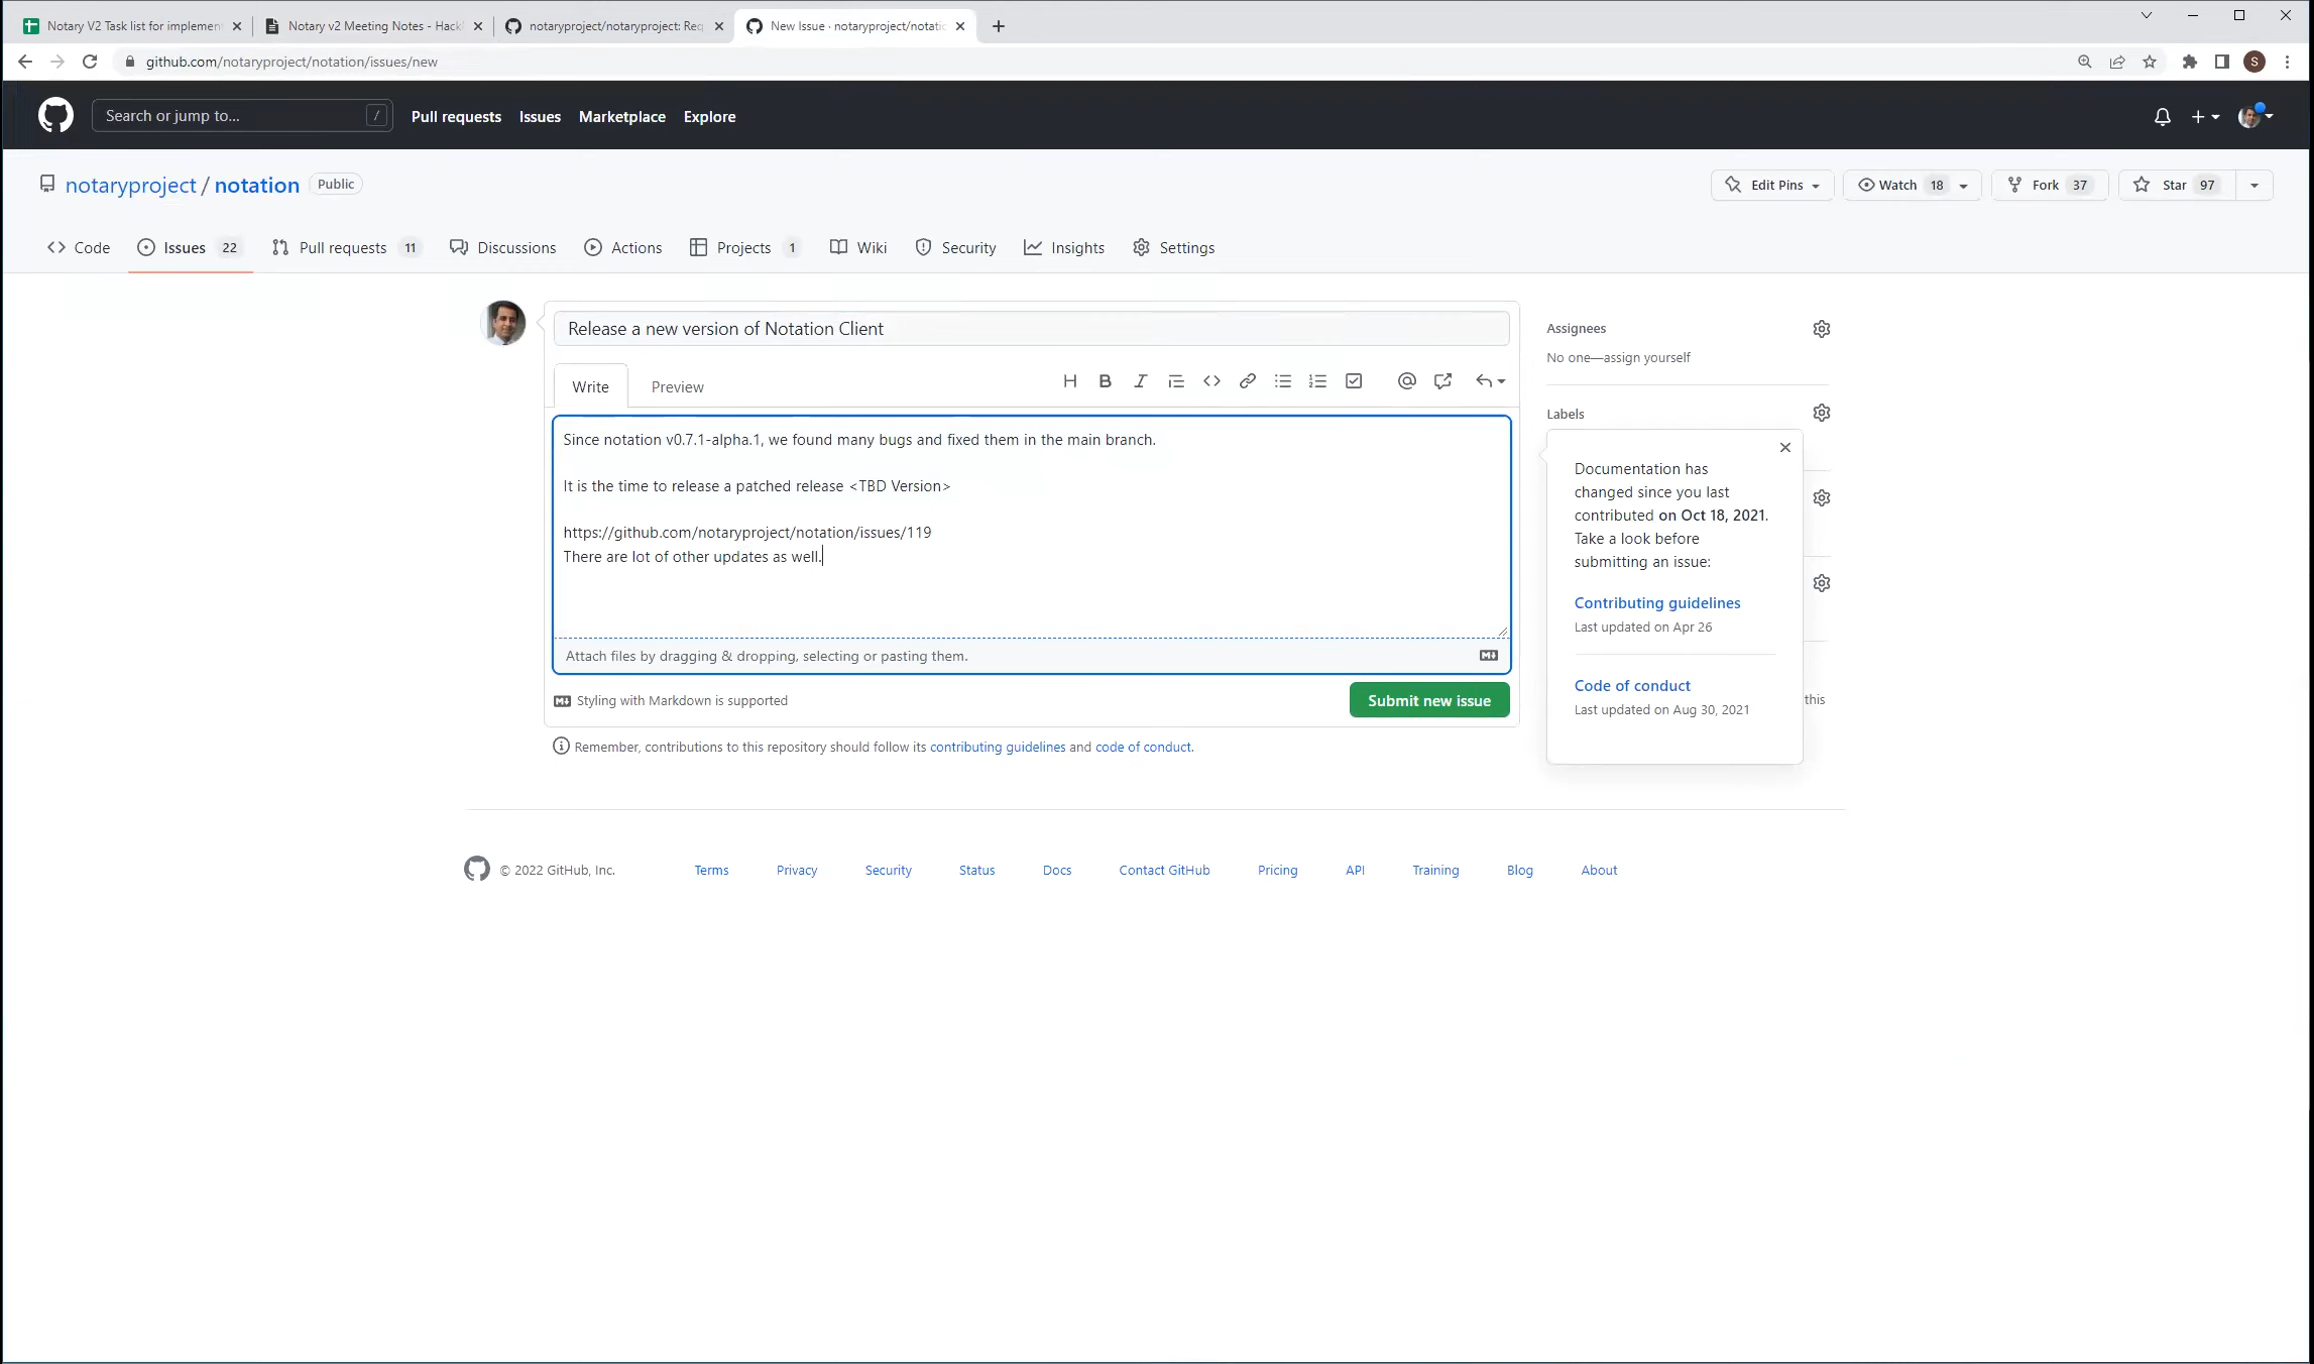 Notary V2 Task list for implemen
Notary v2 Meeting Notes - Hack
notaryproject/notaryproject: Req
New Issue · notaryproject/notatic
github.com/notaryproject/notation/issues/new
S
Search or jump to...
/
Pull requests
Issues
Marketplace
Explore
notaryproject / notation
Public
Edit Pins
Watch 18
Fork 37
Star 97
Code
Issues 22
Pull requests 11
Discussions
Actions
Projects 1
Wiki
Security
Insights
Settings
Release a new version of Notation Client
Write
Preview
Since notation v0.7.1-alpha.1, we found many bugs and fixed them in the main branch.
It is the time to release a patched release <TBD Version>
https://github.com/notaryproject/notation/issues/119
There are lot of other updates as well.
Attach files by dragging & dropping, selecting or pasting them.
Styling with Markdown is supported
Submit new issue
Remember, contributions to this repository should follow its contributing guidelines and code of conduct.
Assignees
No one—assign yourself
Labels
Documentation has
changed since you last
contributed on Oct 18, 2021.
Take a look before
submitting an issue:
Contributing guidelines
Last updated on Apr 26
Code of conduct
Last updated on Aug 30, 2021
this
© 2022 GitHub, Inc.
Terms
Privacy
Security
Status
Docs
Contact GitHub
Pricing
API
Training
Blog
About